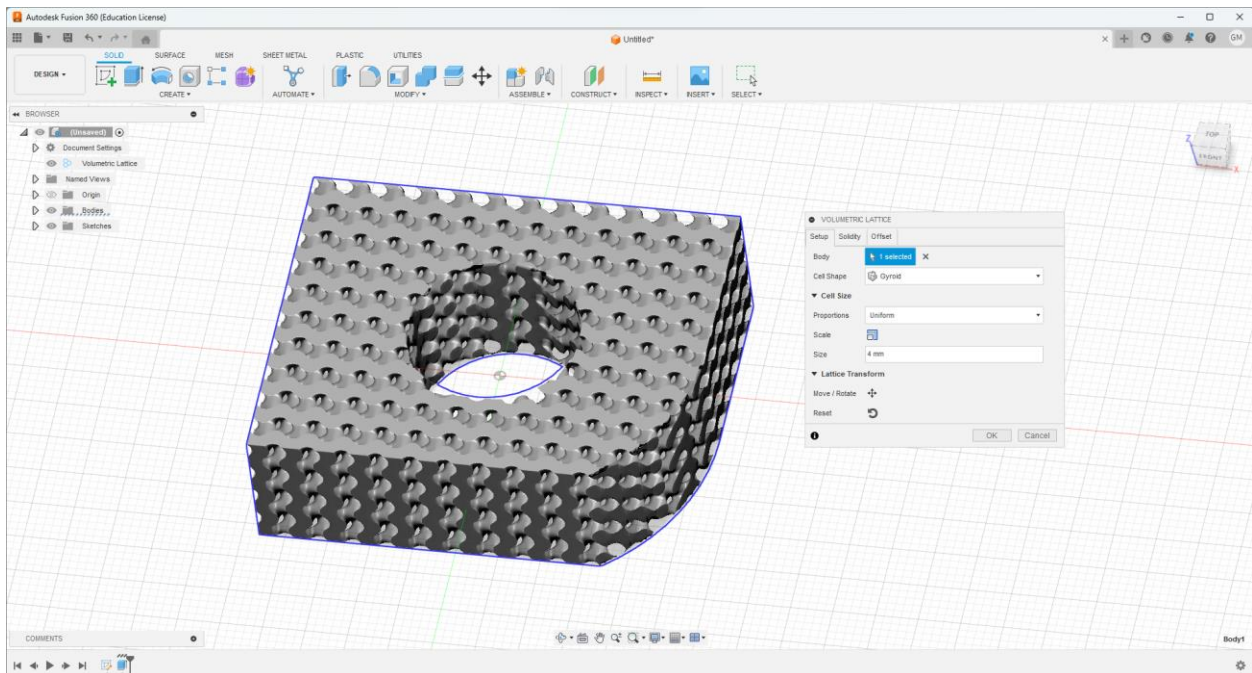 Autodesk Fusion 360 (Education License)
Untitled*
GM
DESIGN
SOLID SURFACE MESH SHEET METAL PLASTIC UTILITIES
CREATE AUTOMATE MODIFY ASSEMBLE CONSTRUCT INSPECT INSERT SELECT
BROWSER
(Unsaved)
Document Settings
Volumetric Lattice
Named Views
Origin
Bodies
Sketches
TOP
FRONT
Z
X
VOLUMETRIC LATTICE
Setup Solidity Offset
Body 1 selected
Cell Shape Gyroid
Cell Size
Proportions Uniform
Scale
Size 4 mm
Lattice Transform
Move / Rotate
Reset
OK Cancel
COMMENTS
Body1